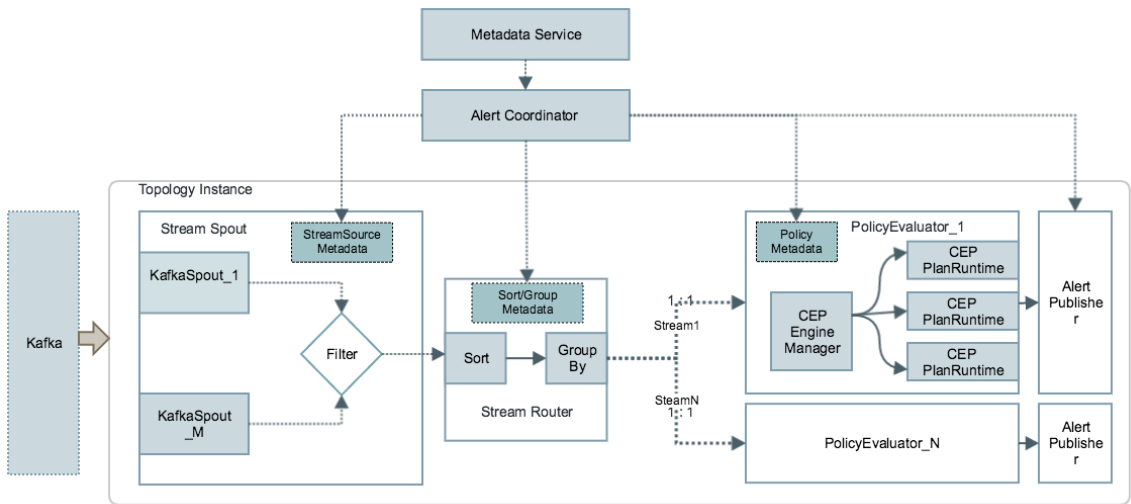 Metadata Service
Alert Coordinator
Topology Instance
Kafka
Stream Spout
StreamSource
Metadata
KafkaSpout_1
Filter
KafkaSpout
_M
Sort/Group
Metadata
Sort
Group
By
Stream Router
1 : 1
Stream1
SteamN
1 : 1
Policy
Metadata
PolicyEvaluator_1
CEP
Engine
Manager
CEP
PlanRuntime
CEP
PlanRuntime
CEP
PlanRuntime
Alert
Publishe
r
PolicyEvaluator_N
Alert
Publishe
r